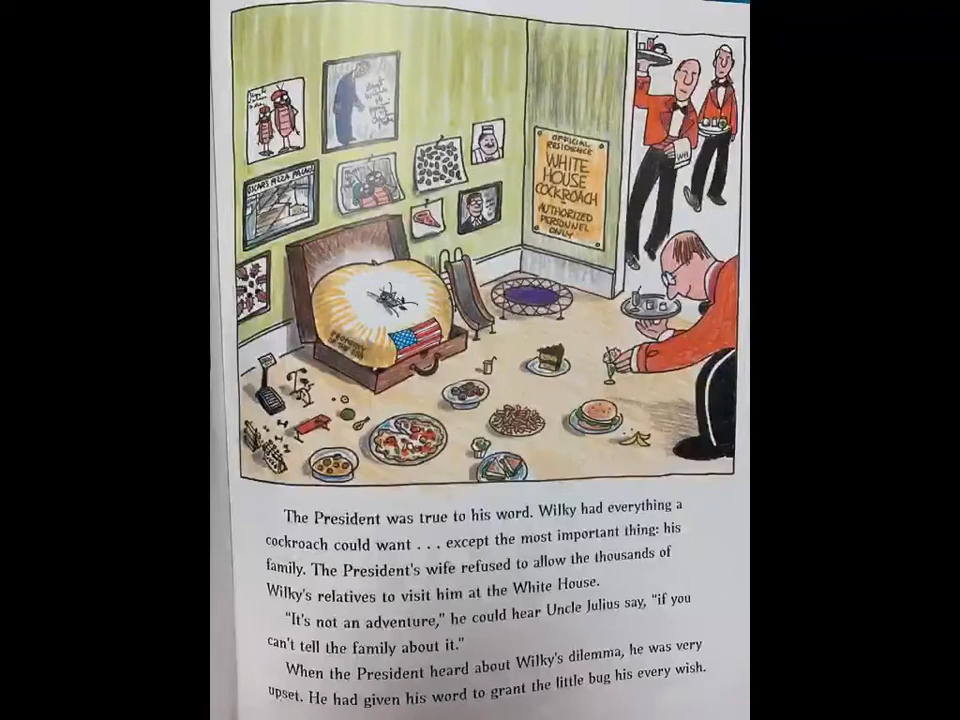 OSCAR'S PIZZA PALACE
OFFICIAL
RESIDENCE
WHITE
HOUSE
COCKROACH
AUTHORIZED
PERSONNEL
ONLY
The President was true to his word. Wilky had everything a
cockroach could want . . . except the most important thing: his
family. The President's wife refused to allow the thousands of
Wilky's relatives to visit him at the White House.
"It's not an adventure," he could hear Uncle Julius say, "if you
can't tell the family about it."
When the President heard about Wilky's dilemma, he was very
upset. He had given his word to grant the little bug his every wish.